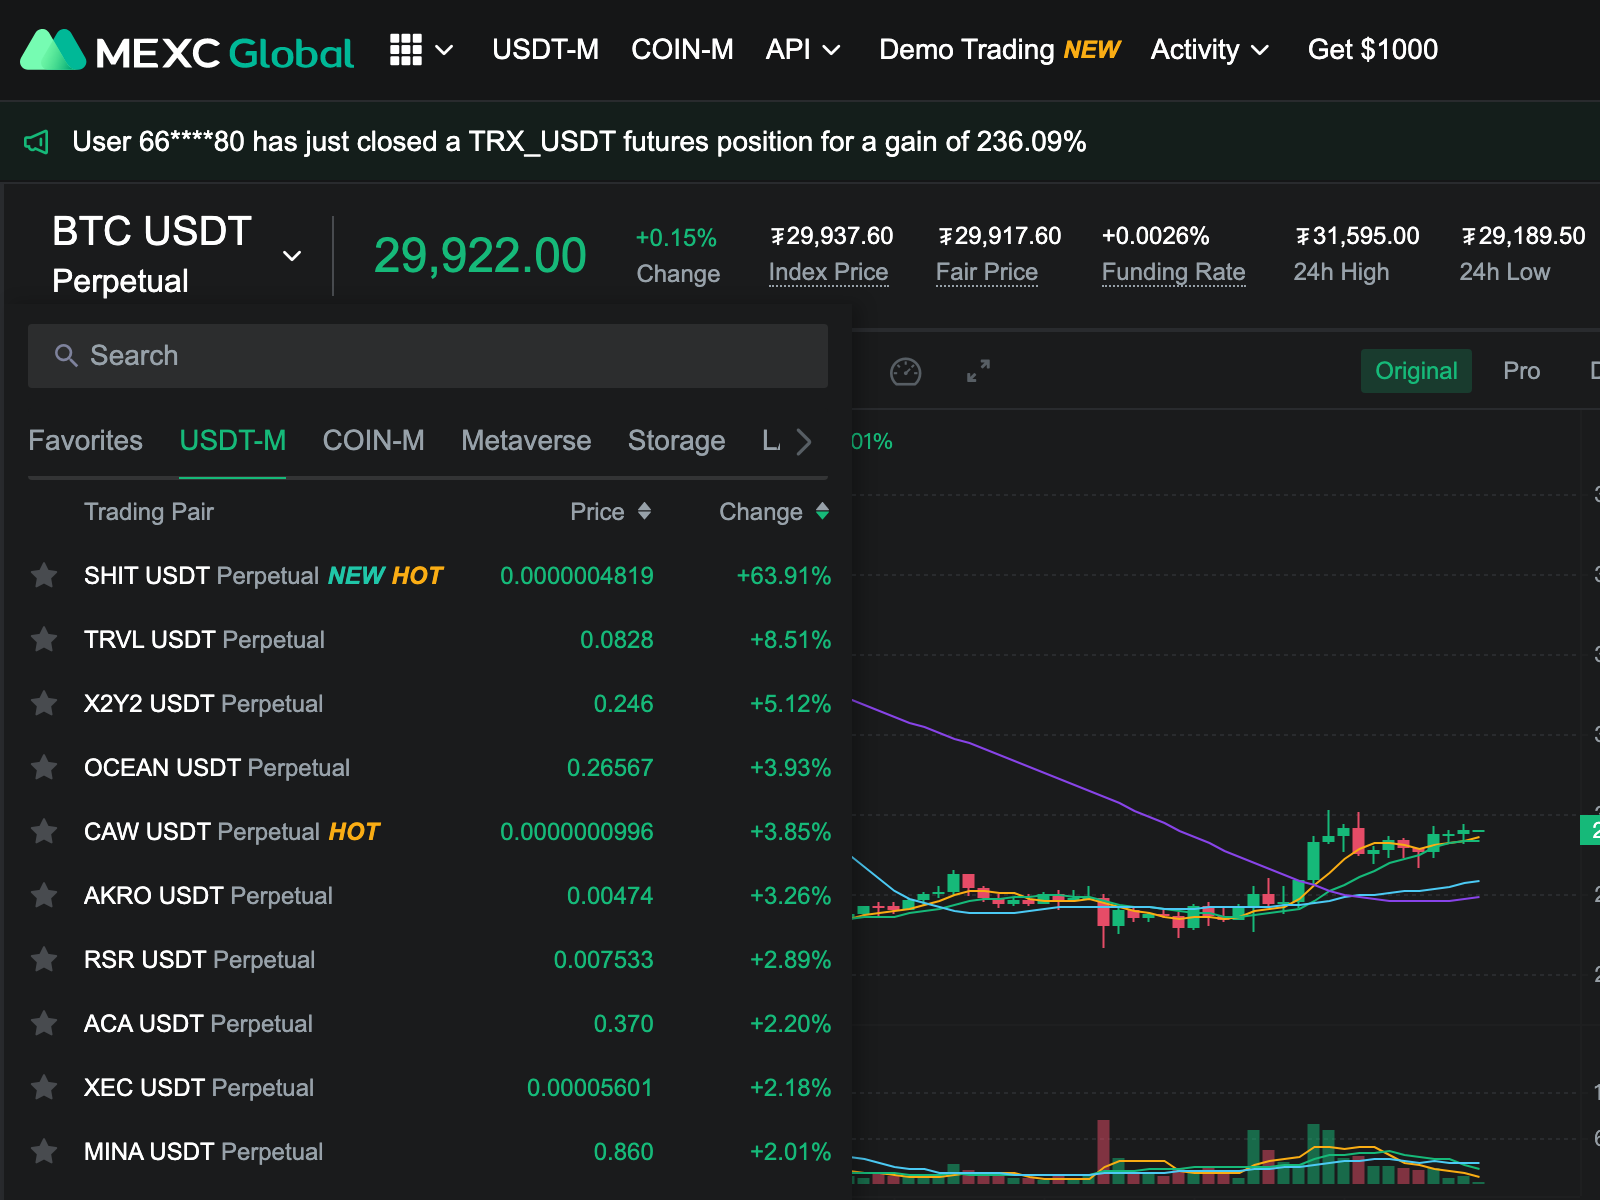 MEXC Global USDT-M COIN-M API Demo Trading NEW Activity Get $1000
User 66****80 has just closed a TRX_USDT futures position for a gain of 236.09%
BTC USDT
Perpetual
29,922.00
+0.15%
Change
₮29,937.60
Index Price
₮29,917.60
Fair Price
+0.0026%
Funding Rate
₮31,595.00
24h High
₮29,189.50
24h Low
Search
Original Pro
Favorites USDT-M COIN-M Metaverse Storage
01%
Trading Pair Price Change
SHIT USDT Perpetual NEW HOT 0.0000004819 +63.91%
TRVL USDT Perpetual 0.0828 +8.51%
X2Y2 USDT Perpetual 0.246 +5.12%
OCEAN USDT Perpetual 0.26567 +3.93%
CAW USDT Perpetual HOT 0.0000000996 +3.85%
AKRO USDT Perpetual 0.00474 +3.26%
RSR USDT Perpetual 0.007533 +2.89%
ACA USDT Perpetual 0.370 +2.20%
XEC USDT Perpetual 0.00005601 +2.18%
MINA USDT Perpetual 0.860 +2.01%